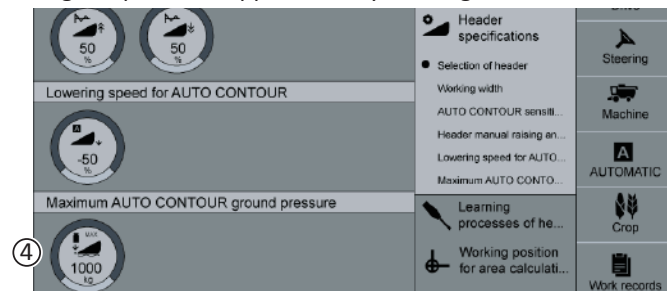 50
%
50
%
Lowering speed for AUTO CONTOUR
A
-50
%
Maximum AUTO CONTOUR ground pressure
④
MAX
1000
kg
Header
specifications
Selection of header
Working width
AUTO CONTOUR sensiti...
Header manual raising an...
Lowering speed for AUTO...
Maximum AUTO CONTO...
Learning
processes of he...
Working position
for area calculati...
Steering
Machine
A
AUTOMATIC
Crop
Work records